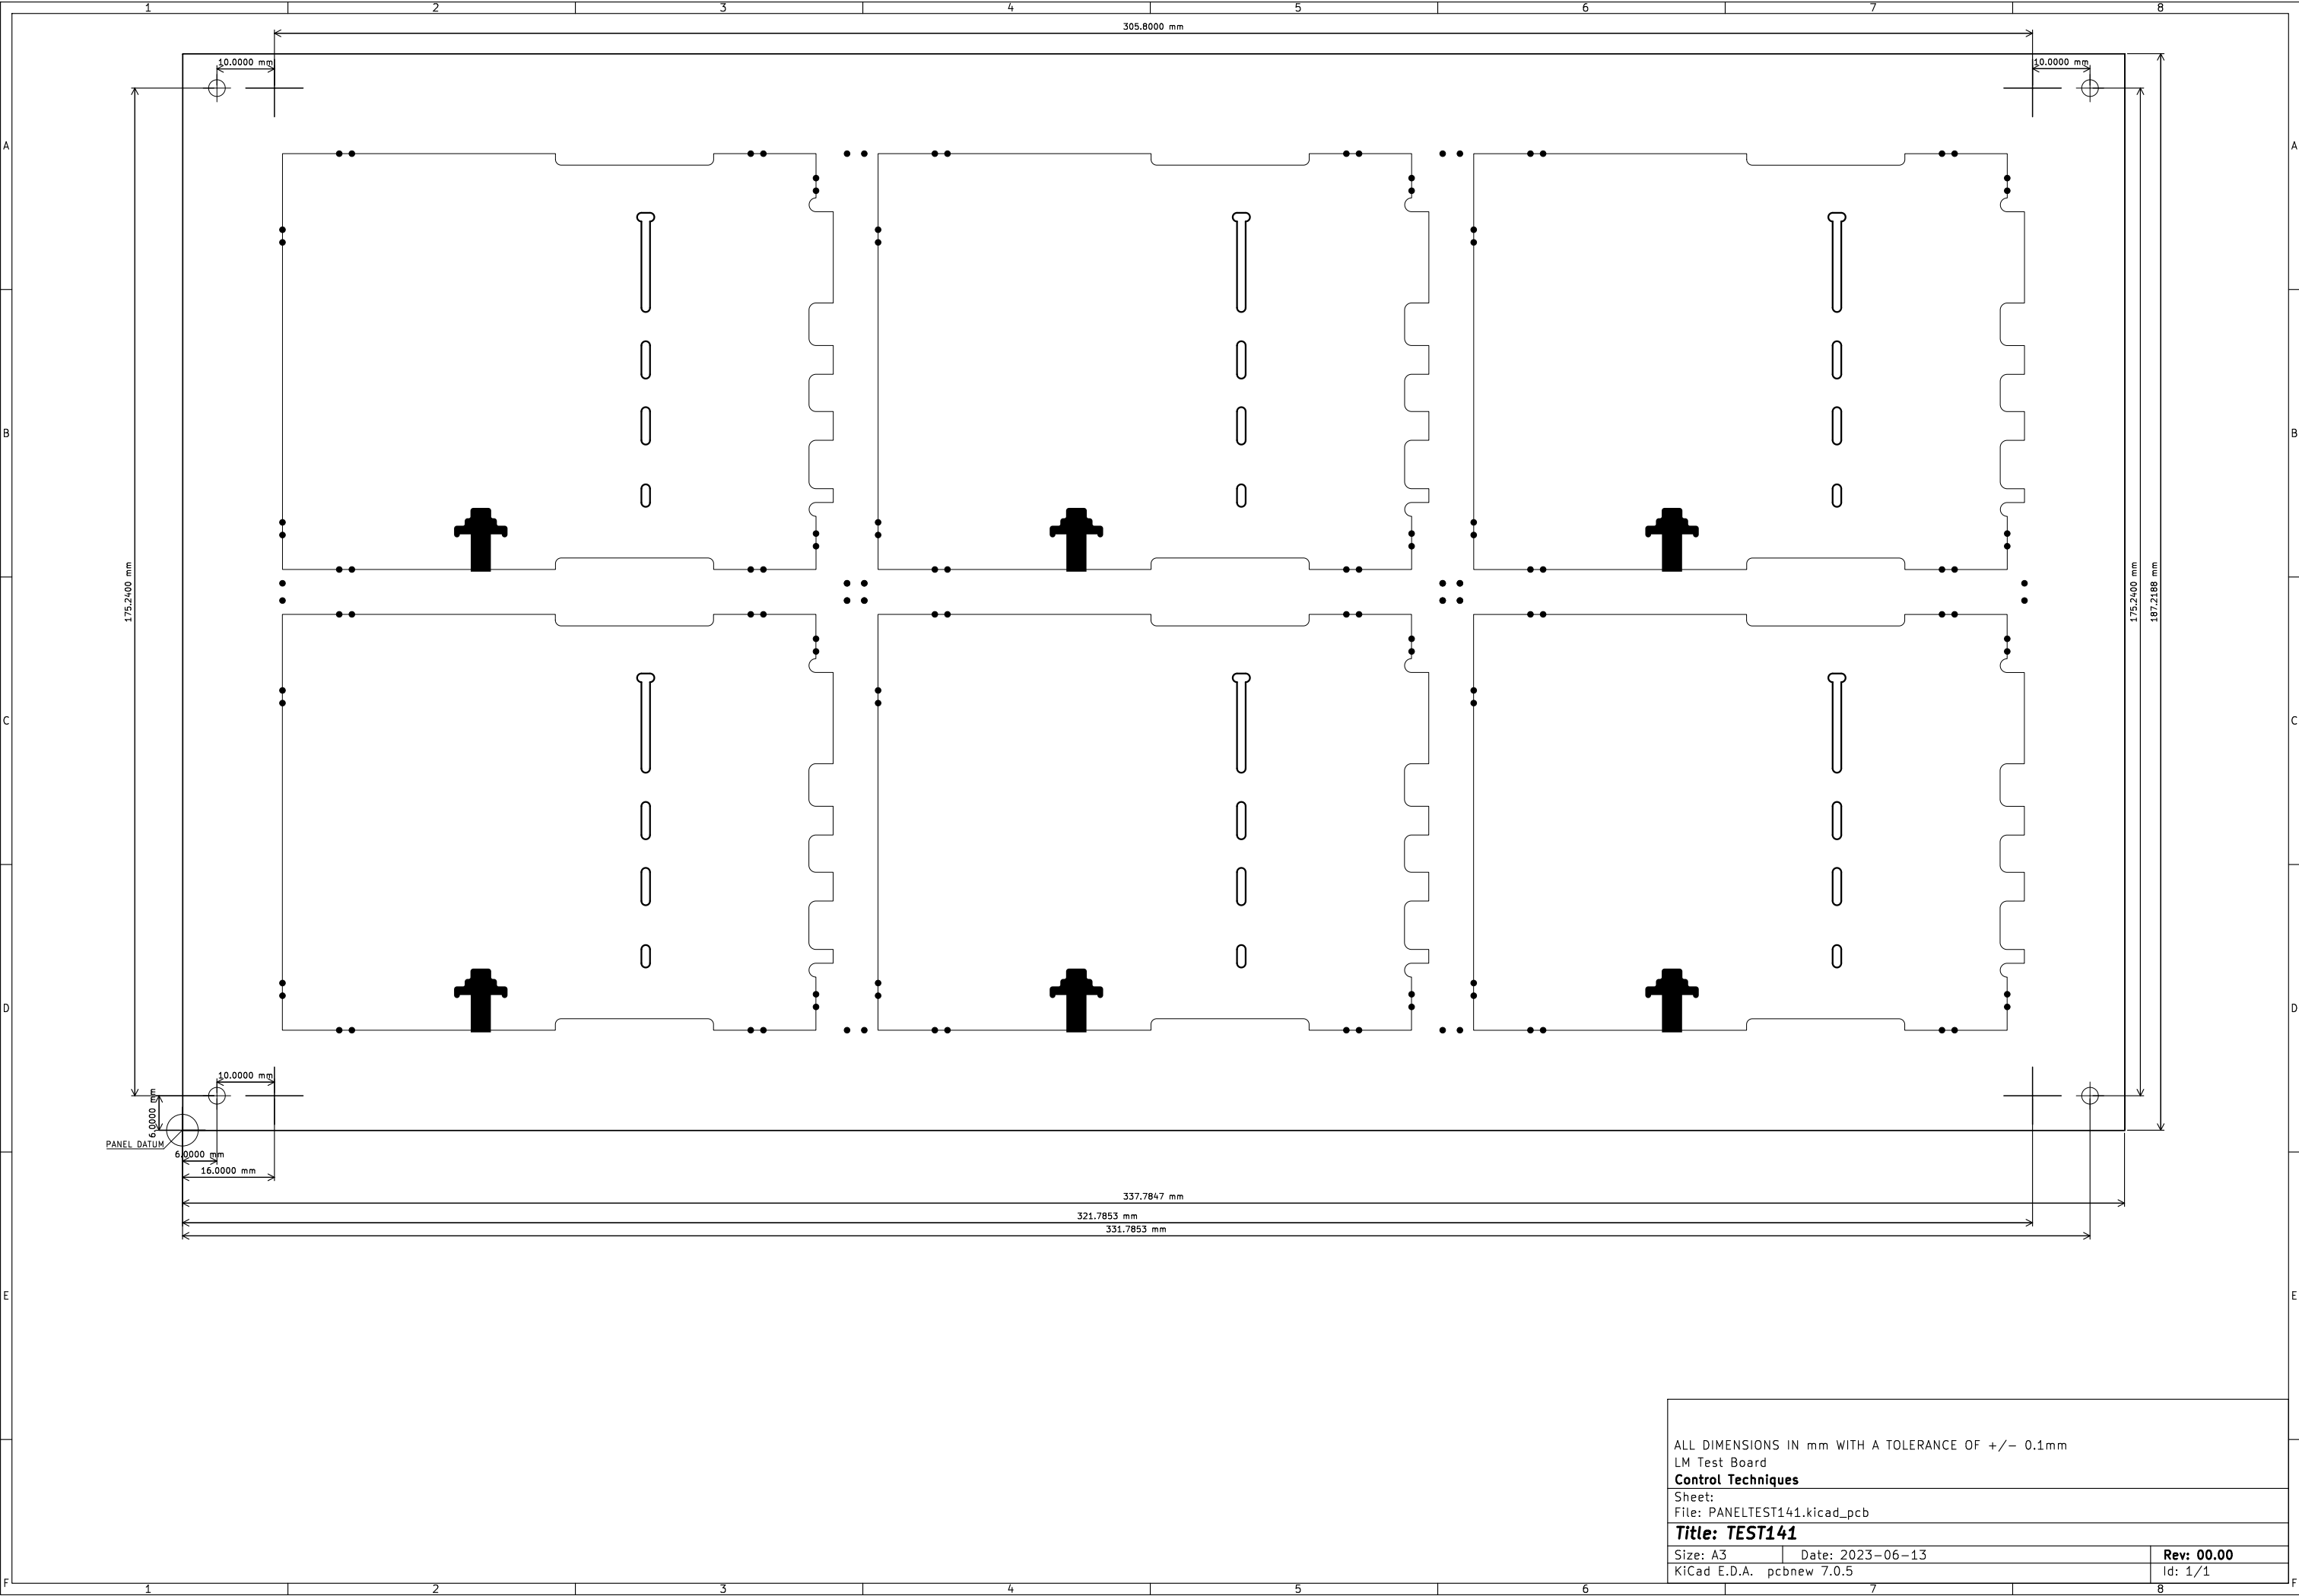 1 2 3 4 5 6 7 8
305.8000 mm
10.0000 mm 10.0000 mm
A A
B B
175.2400 mm 175.2400 mm 187.2188 mm
C C
D D
10.0000 mm
6.0000 mm
PANEL DATUM
6.0000 mm
16.0000 mm
337.7847 mm
321.7853 mm
331.7853 mm
E E
ALL DIMENSIONS IN mm WITH A TOLERANCE OF +/- 0.1mm
LM Test Board
Control Techniques
Sheet:
File: PANELTEST141.kicad_pcb
Title: TEST141
Size: A3 Date: 2023-06-13 Rev: 00.00
KiCad E.D.A. pcbnew 7.0.5 Id: 1/1
F F
1 2 3 4 5 6 7 8